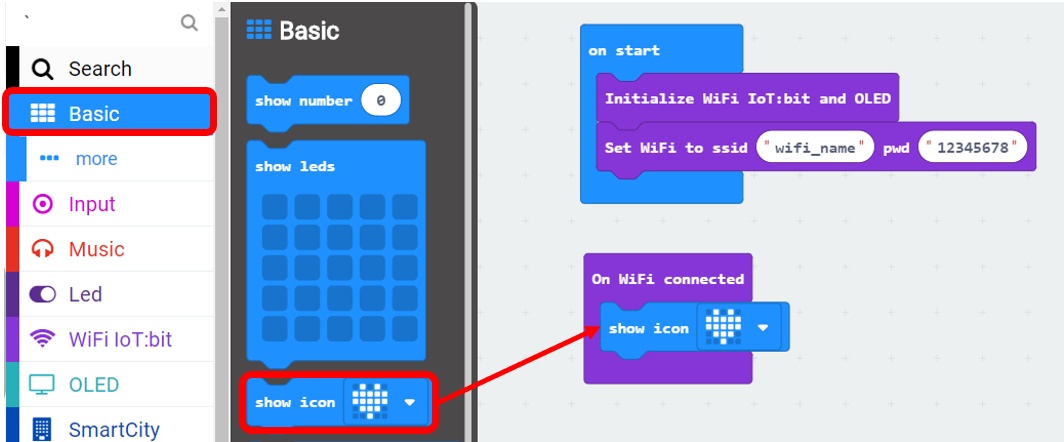 `
Search
Basic
more
Input
Music
Led
WiFi IoT:bit
OLED
SmartCity
Basic
show number 0
show leds
show icon
on start
Initialize WiFi IoT:bit and OLED
Set WiFi to ssid "wifi_name" pwd "12345678"
On WiFi connected
show icon